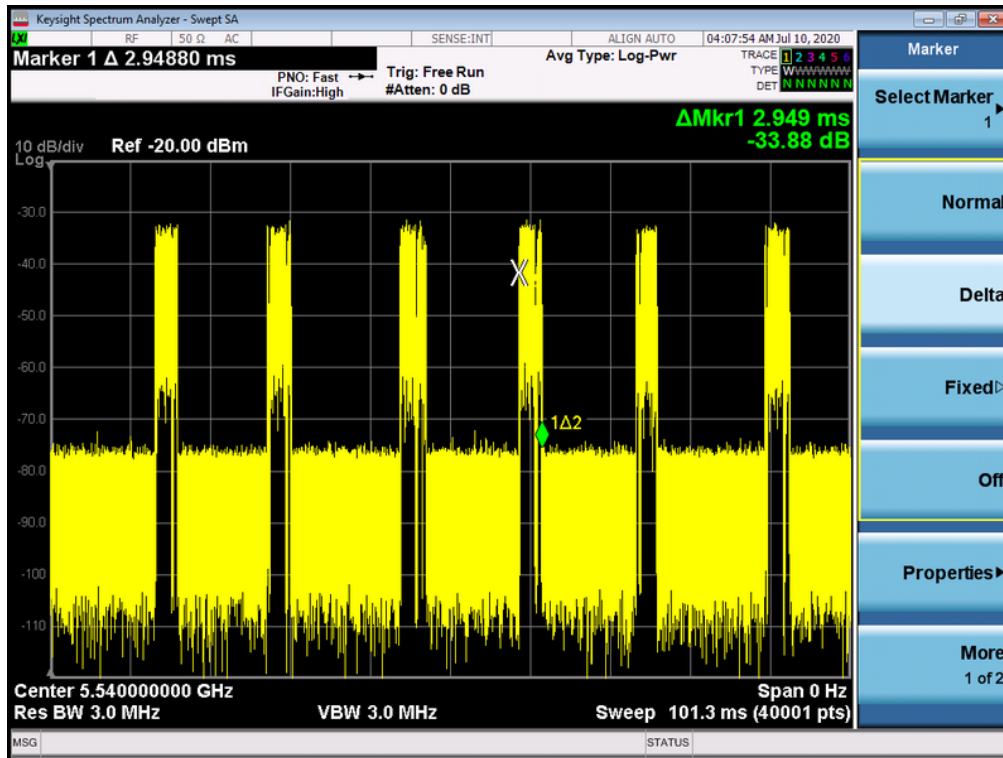 Keysight Spectrum Analyzer - Swept SA
LXI RF 50 Ω AC SENSE:INT ALIGN AUTO 04:07:54 AM Jul 10, 2020
Marker 1 Δ 2.94880 ms
PNO: Fast
IFGain:High
Trig: Free Run
#Atten: 0 dB
Avg Type: Log-Pwr
TRACE 1 2 3 4 5 6
TYPE WWWWWW
DET N N N N N N
ΔMkr1 2.949 ms
-33.88 dB
10 dB/div Ref -20.00 dBm
Log
-30.0
-40.0
-50.0
-60.0
-70.0
-80.0
-90.0
-100
-110
X
1Δ2
Center 5.540000000 GHz Span 0 Hz
Res BW 3.0 MHz VBW 3.0 MHz Sweep 101.3 ms (40001 pts)
MSG STATUS
Marker
Select Marker
1
Normal
Delta
Fixed
Off
Properties
More
1 of 2